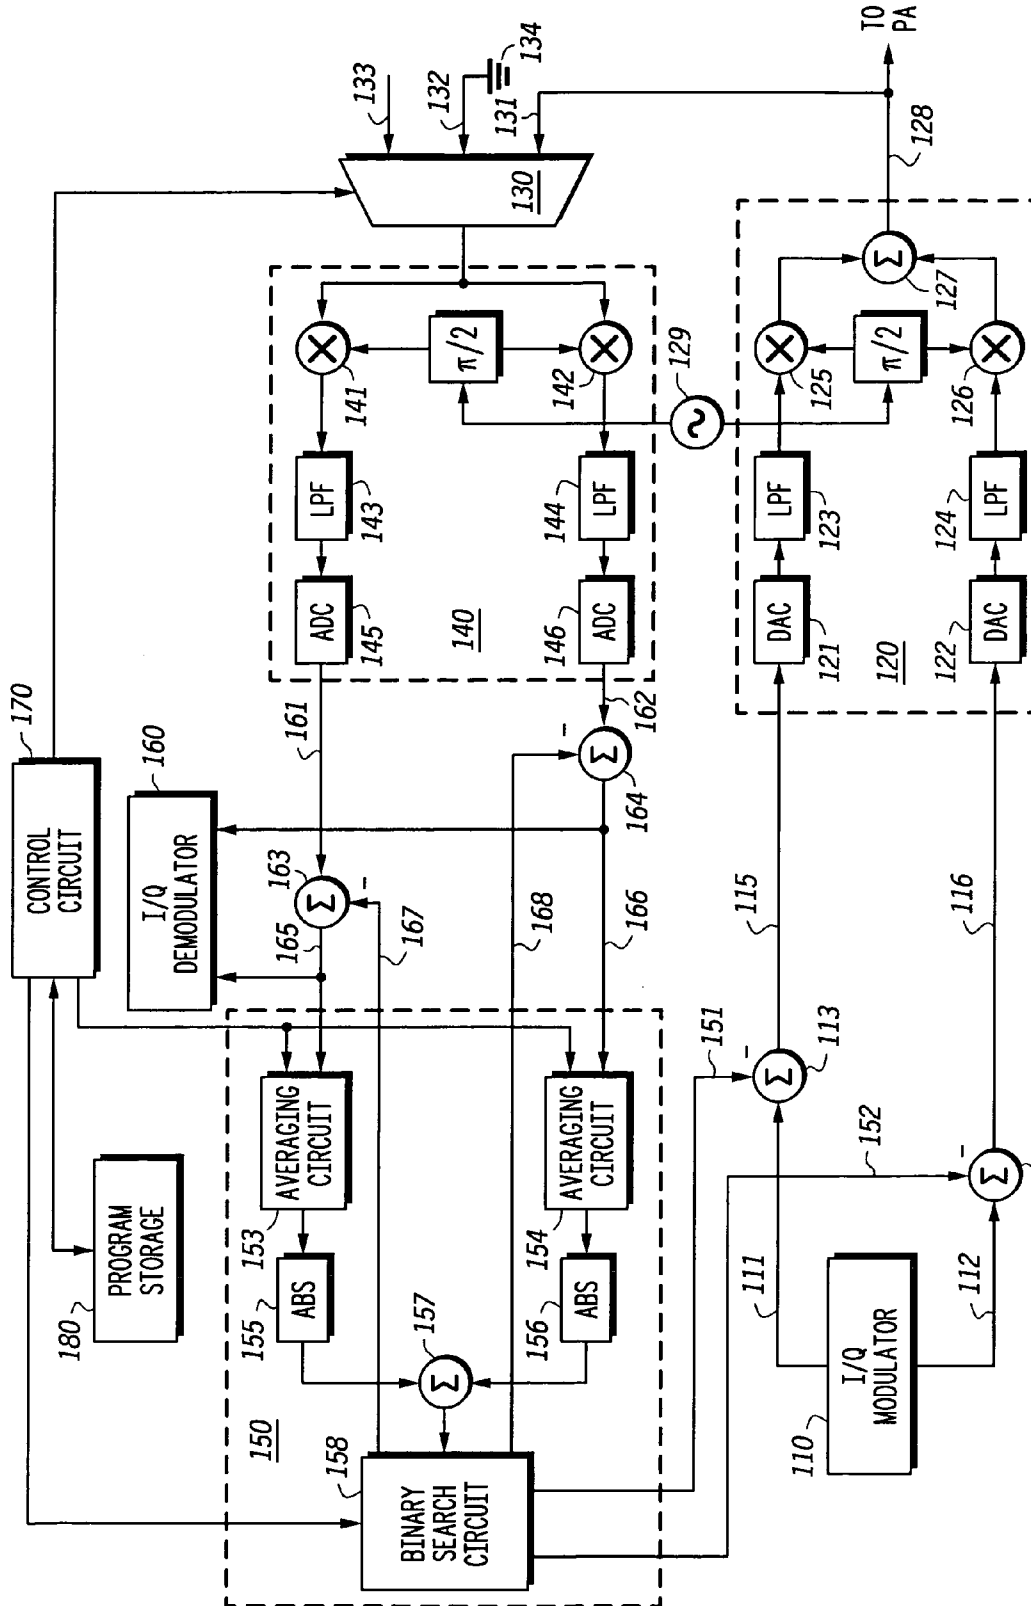 170
CONTROL
CIRCUIT
160
I/Q
DEMODULATOR
180
PROGRAM
STORAGE
133
132
134
131
130
TO
PA
128
141
π/2
142
129
143
LPF
144
LPF
145
ADC
146
ADC
140
161
162
-
Σ
164
163
Σ
-
165
167
168
166
153
AVERAGING
CIRCUIT
154
AVERAGING
CIRCUIT
155
ABS
156
ABS
157
Σ
150
158
BINARY
SEARCH
CIRCUIT
151
152
110
I/Q
MODULATOR
111
112
-
Σ
113
-
Σ
115
116
121
DAC
122
DAC
120
123
LPF
124
LPF
125
π/2
126
Σ
127